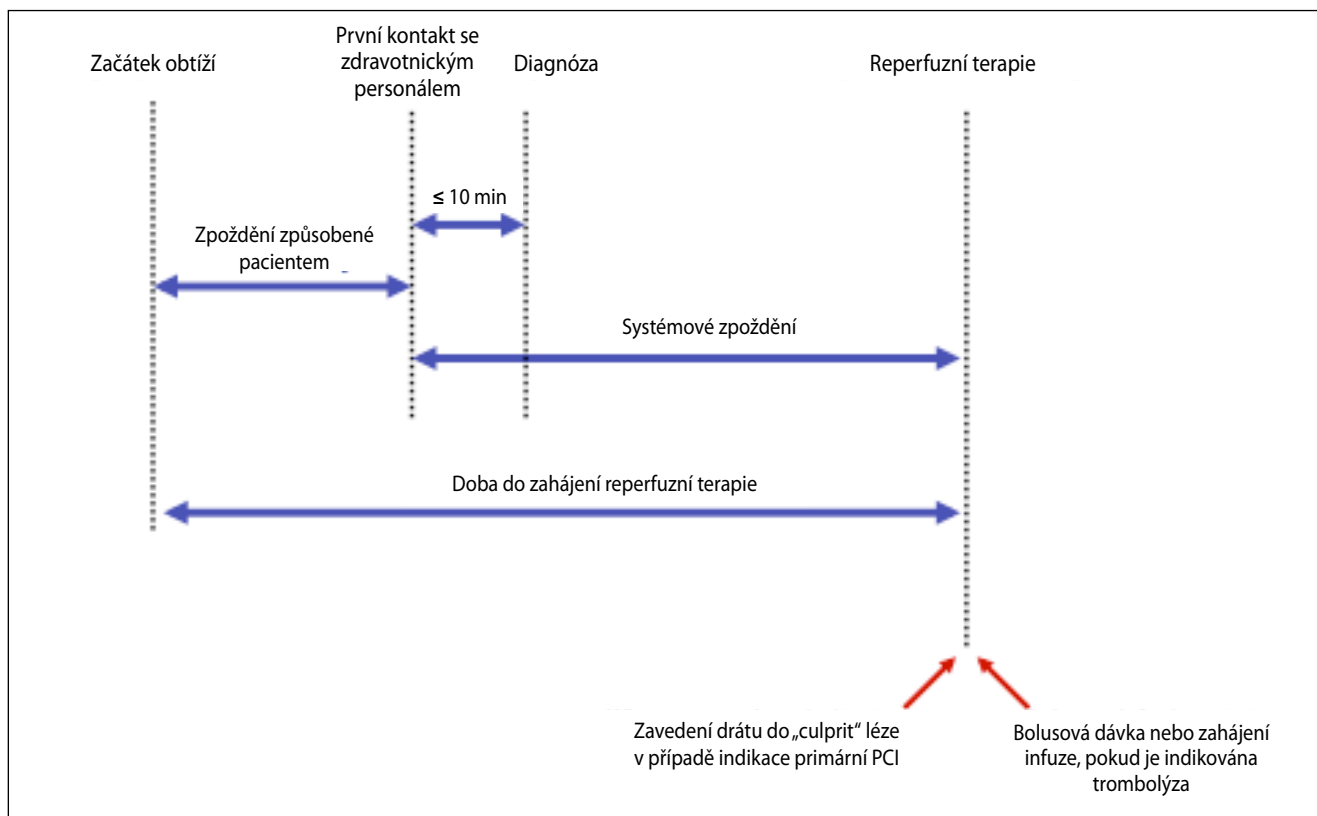 Začátek obtíží
První kontakt se
zdravotnickým
personálem
Diagnóza
Reperfuzní terapie
≤ 10 min
Zpoždění způsobené
pacientem
Systémové zpoždění
Doba do zahájení reperfuzní terapie
Zavedení drátu do „culprit“ léze
v případě indikace primární PCI
Bolusová dávka nebo zahájení
infuze, pokud je indikována
trombolýza